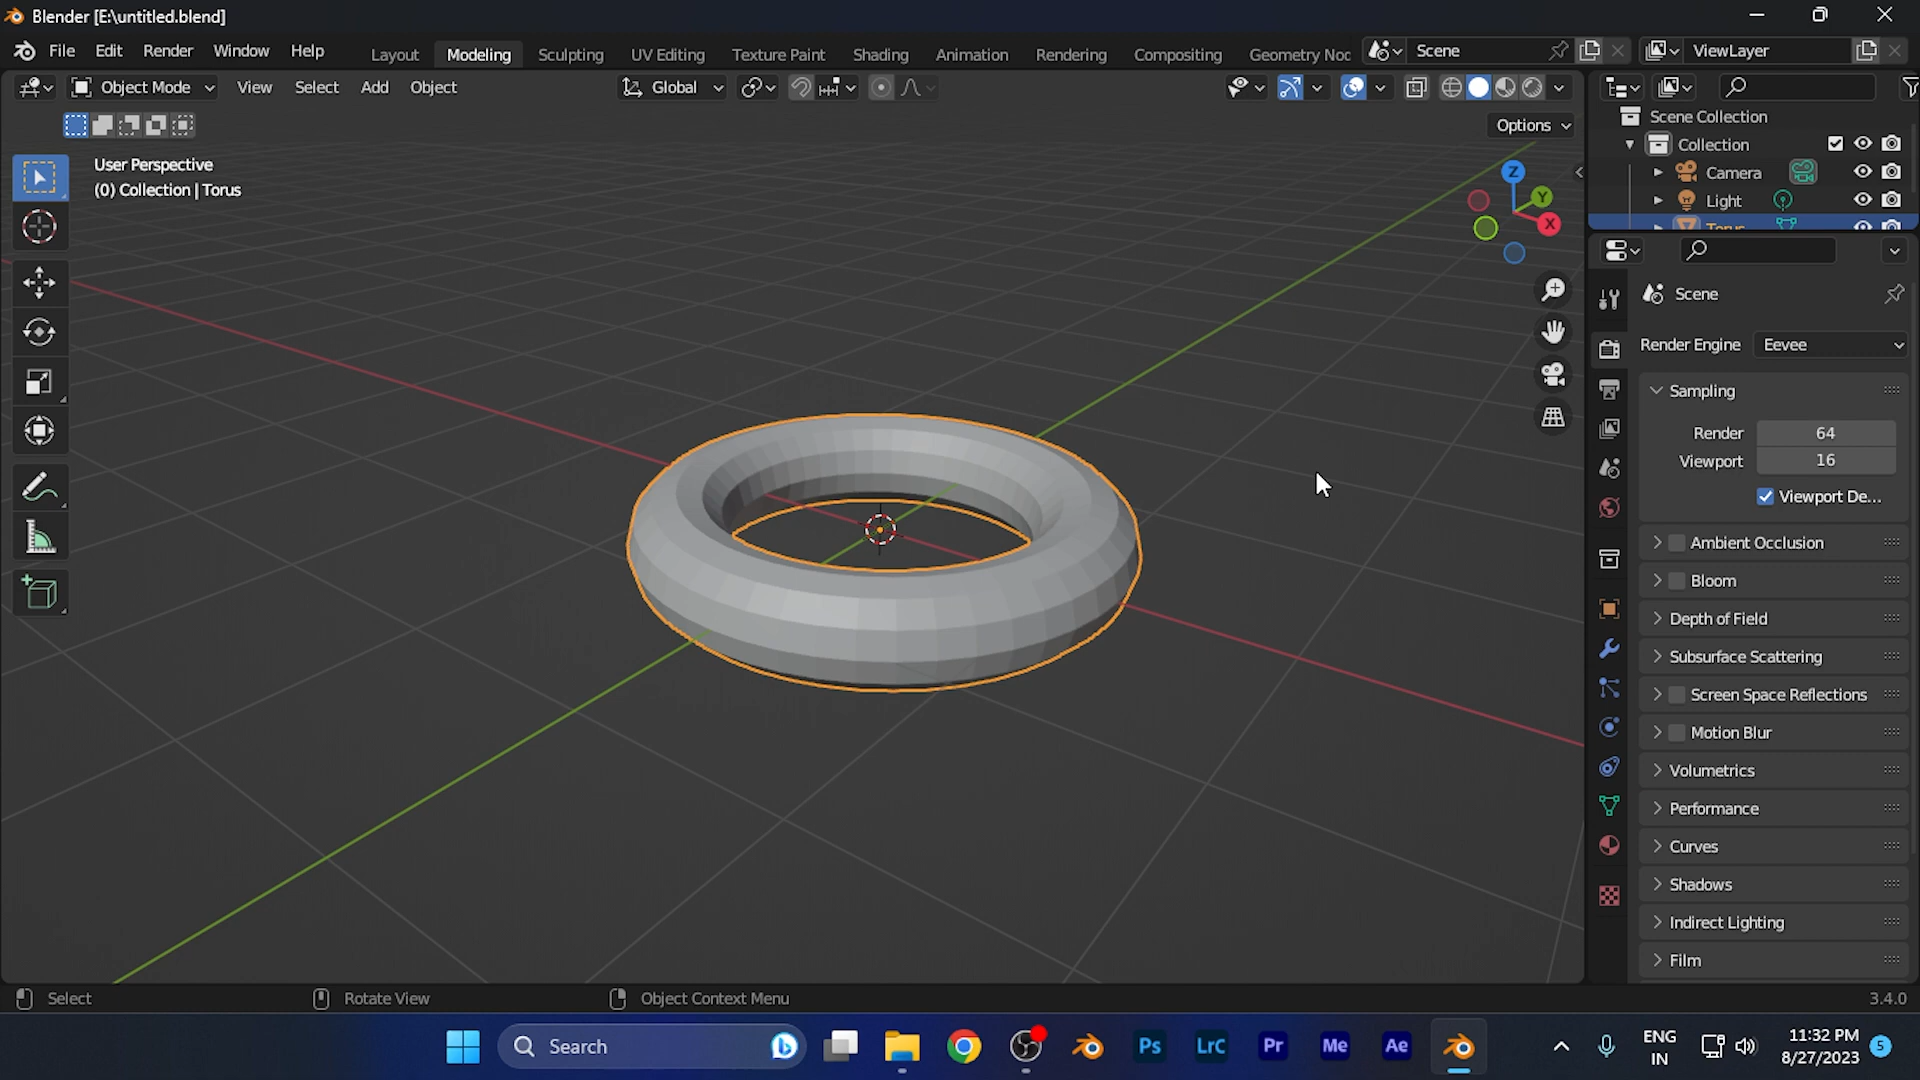 Blender [E:\untitled.blend]
File Edit Render Window Help Layout Modeling Sculpting UV Editing Texture Paint Shading Animation Rendering Compositing Geometry Noc Scene ViewLayer
Object Mode View Select Add Object Global
Options
User Perspective
(0) Collection | Torus
Z
Y
X
Scene Collection
Collection
Camera
Light
Torus
Scene
Render Engine Eevee
Sampling
Render 64
Viewport 16
Viewport De...
Ambient Occlusion
Bloom
Depth of Field
Subsurface Scattering
Screen Space Reflections
Motion Blur
Volumetrics
Performance
Curves
Shadows
Indirect Lighting
Film
Select Rotate View Object Context Menu 3.4.0
Search Ps LrC Pr Me Ae ENG IN 11:32 PM 8/27/2023 5